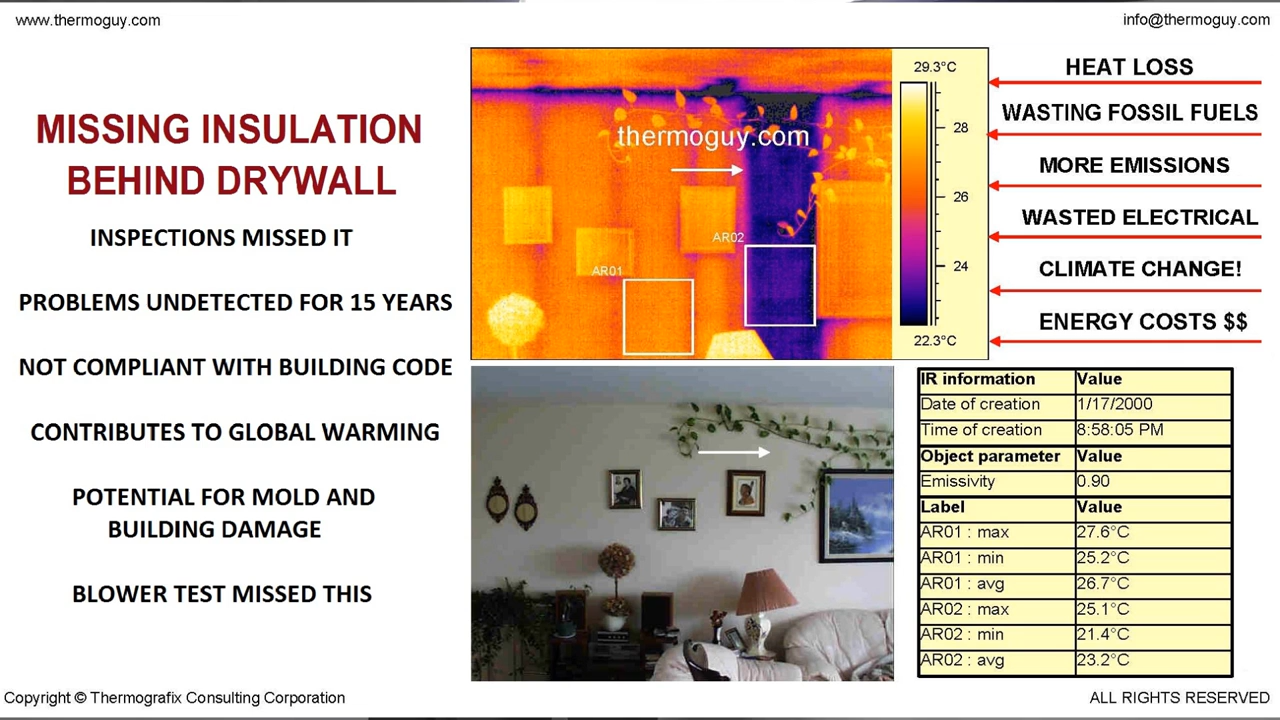 www.thermoguy.com
info@thermoguy.com
MISSING INSULATION
BEHIND DRYWALL
INSPECTIONS MISSED IT
PROBLEMS UNDETECTED FOR 15 YEARS
NOT COMPLIANT WITH BUILDING CODE
CONTRIBUTES TO GLOBAL WARMING
POTENTIAL FOR MOLD AND
BUILDING DAMAGE
BLOWER TEST MISSED THIS
thermoguy.com
AR02
AR01
29.3°C
28
26
24
22.3°C
HEAT LOSS
WASTING FOSSIL FUELS
MORE EMISSIONS
WASTED ELECTRICAL
CLIMATE CHANGE!
ENERGY COSTS $$
IR information Value
Date of creation 1/17/2000
Time of creation 8:58:05 PM
Object parameter Value
Emissivity 0.90
Label Value
AR01 : max 27.6°C
AR01 : min 25.2°C
AR01 : avg 26.7°C
AR02 : max 25.1°C
AR02 : min 21.4°C
AR02 : avg 23.2°C
Copyright © Thermografix Consulting Corporation
ALL RIGHTS RESERVED